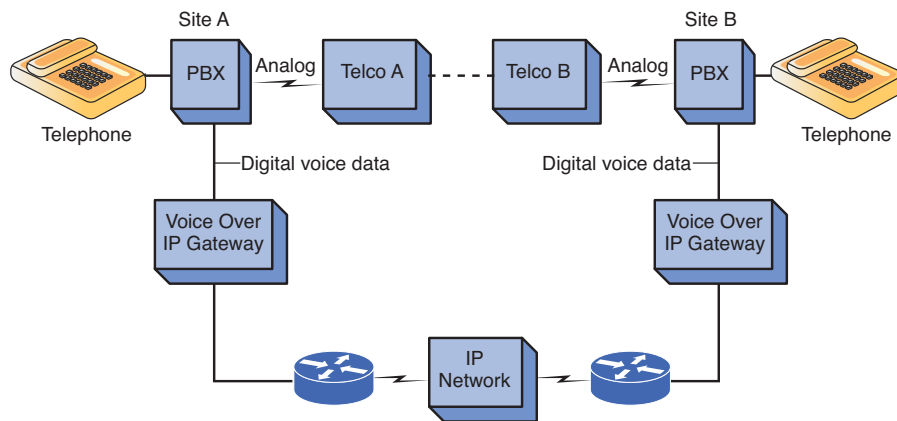 Site A
Site B
PBX
Analog
Telco A
Telco B
Analog
PBX
Telephone
Telephone
Digital voice data
Digital voice data
Voice Over
IP Gateway
Voice Over
IP Gateway
IP
Network